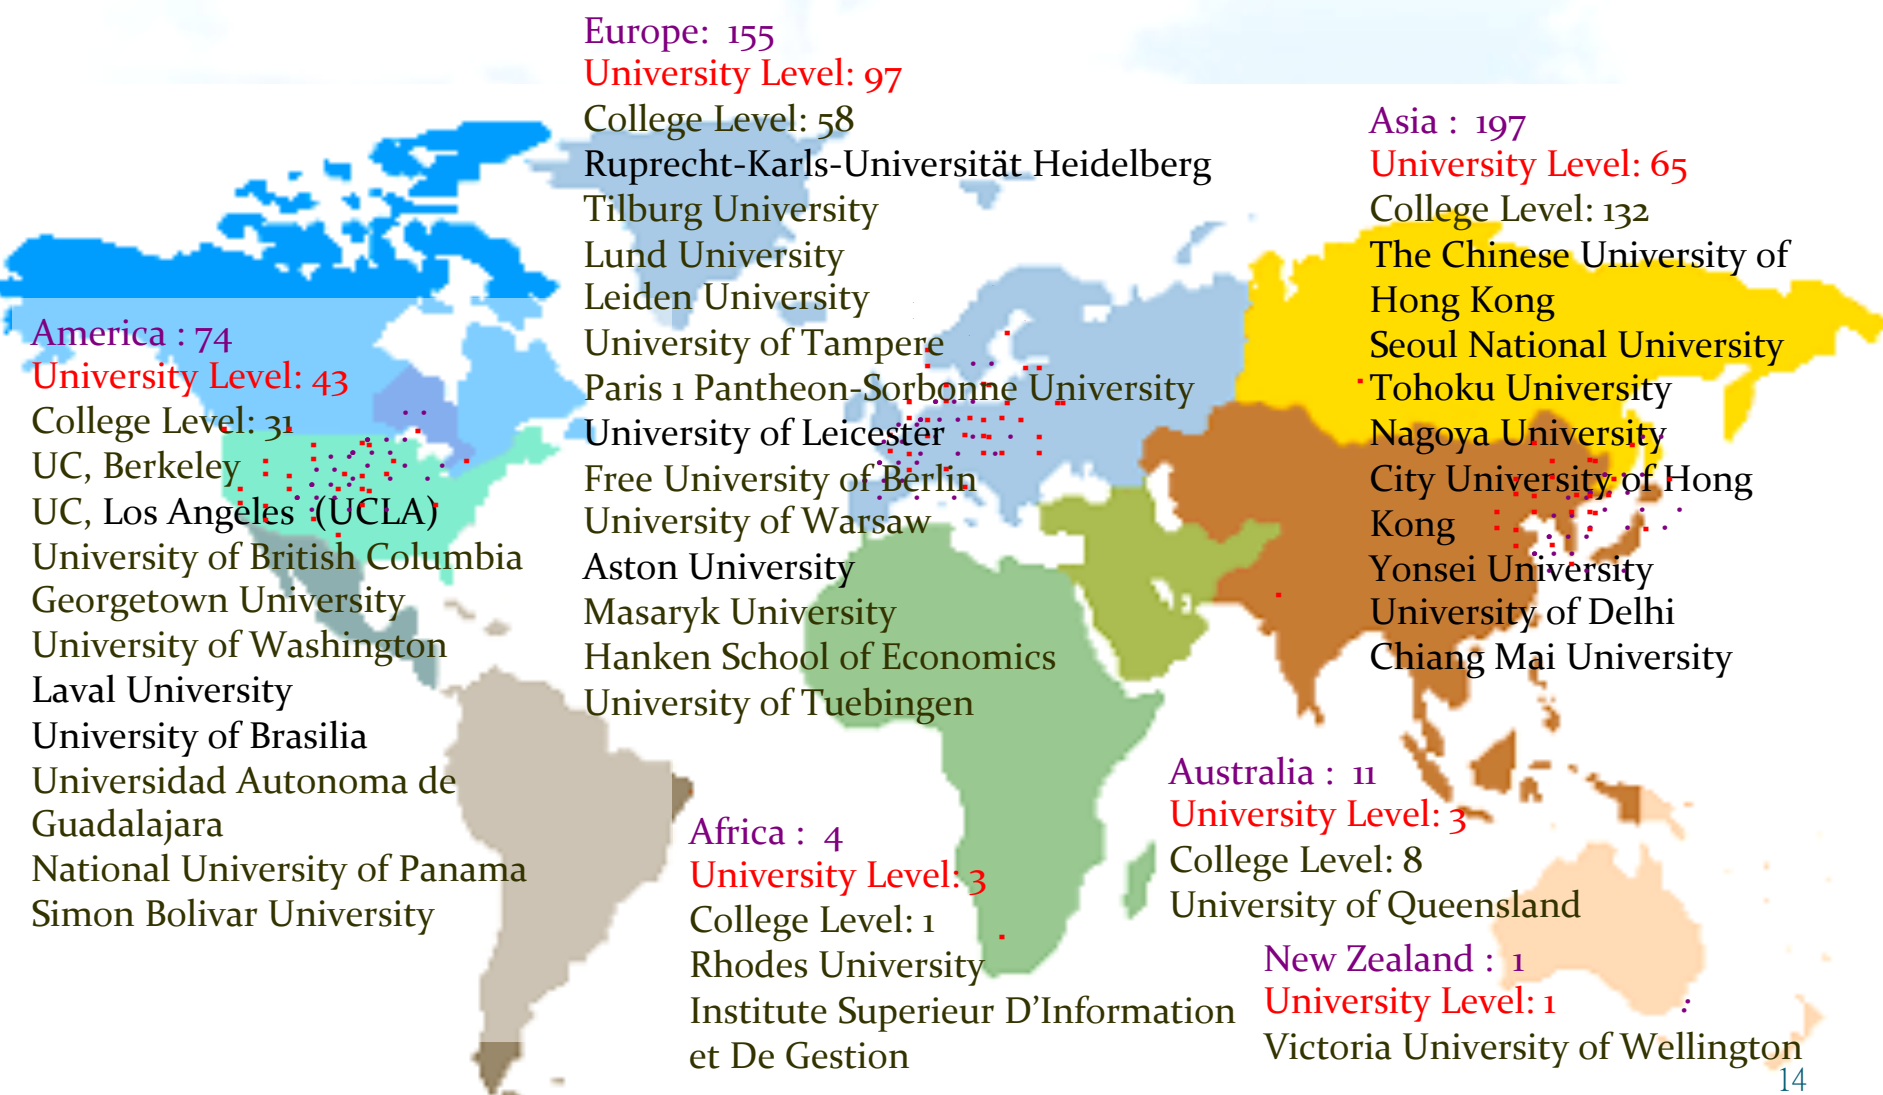 Europe: 155
University Level: 97
College Level: 58
Ruprecht-Karls-Universität Heidelberg
Tilburg University
Lund University
Leiden University
University of Tampere
Paris 1 Pantheon-Sorbonne University
University of Leicester
Free University of Berlin
University of Warsaw
Aston University
Masaryk University
Hanken School of Economics
University of Tuebingen
Asia : 197
University Level: 65
College Level: 132
The Chinese University of
Hong Kong
Seoul National University
Tohoku University
Nagoya University
City University of Hong
Kong
Yonsei University
University of Delhi
Chiang Mai University
America : 74
University Level: 43
College Level: 31
UC, Berkeley
UC, Los Angeles (UCLA)
University of British Columbia
Georgetown University
University of Washington
Laval University
University of Brasilia
Universidad Autonoma de
Guadalajara
National University of Panama
Simon Bolivar University
Africa : 4
University Level: 3
College Level: 1
Rhodes University
Institute Superieur D’Information
et De Gestion
Australia : 11
University Level: 3
College Level: 8
University of Queensland
New Zealand : 1
University Level: 1
Victoria University of Wellington
14